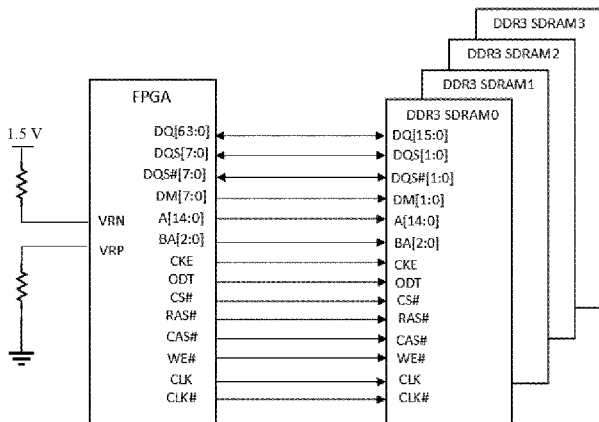 DDR3 SDRAM3
DDR3 SDRAM2
DDR3 SDRAM1
DDR3 SDRAM0
FPGA
1.5 V
VRN
VRP
DQ[63:0]
DQS[7:0]
DQS#[7:0]
DM[7:0]
A[14:0]
BA[2:0]
CKE
ODT
CS#
RAS#
CAS#
WE#
CLK
CLK#
DQ[15:0]
DQS[1:0]
DQS#[1:0]
DM[1:0]
A[14:0]
BA[2:0]
CKE
ODT
CS#
RAS#
CAS#
WE#
CLK
CLK#